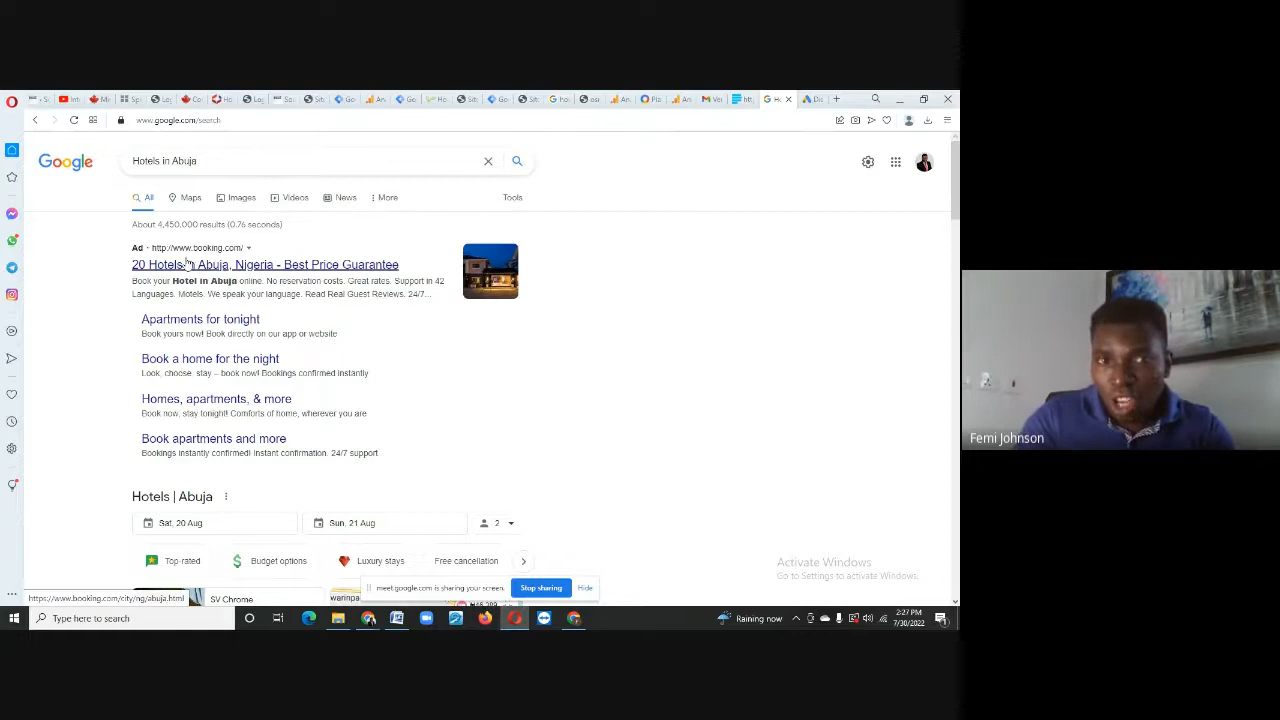 www.google.com/search
Google
Hotels in Abuja
All
Maps
Images
Videos
News
More
Tools
About 4,450,000 results (0.76 seconds)
Ad · http://www.booking.com/
20 Hotels in Abuja, Nigeria - Best Price Guarantee
Book your Hotel in Abuja online. No reservation costs. Great rates. Support in 42
Languages. Motels. We speak your language. Read Real Guest Reviews. 24/7...
Apartments for tonight
Book yours now! Book directly on our app or website
Book a home for the night
Look, choose, stay – book now! Bookings confirmed instantly
Homes, apartments, & more
Book now, stay tonight! Comforts of home, wherever you are
Book apartments and more
Bookings instantly confirmed! Instant confirmation. 24/7 support
Hotels | Abuja
Sat, 20 Aug
Sun, 21 Aug
2
Top-rated
Budget options
Luxury stays
Free cancellation
Activate Windows
Go to Settings to activate Windows.
meet.google.com is sharing your screen.
Stop sharing
Hide
https://www.booking.com/city/ng/abuja.html
SV Chrome
Type here to search
Raining now
2:27 PM
7/30/2022
Femi Johnson